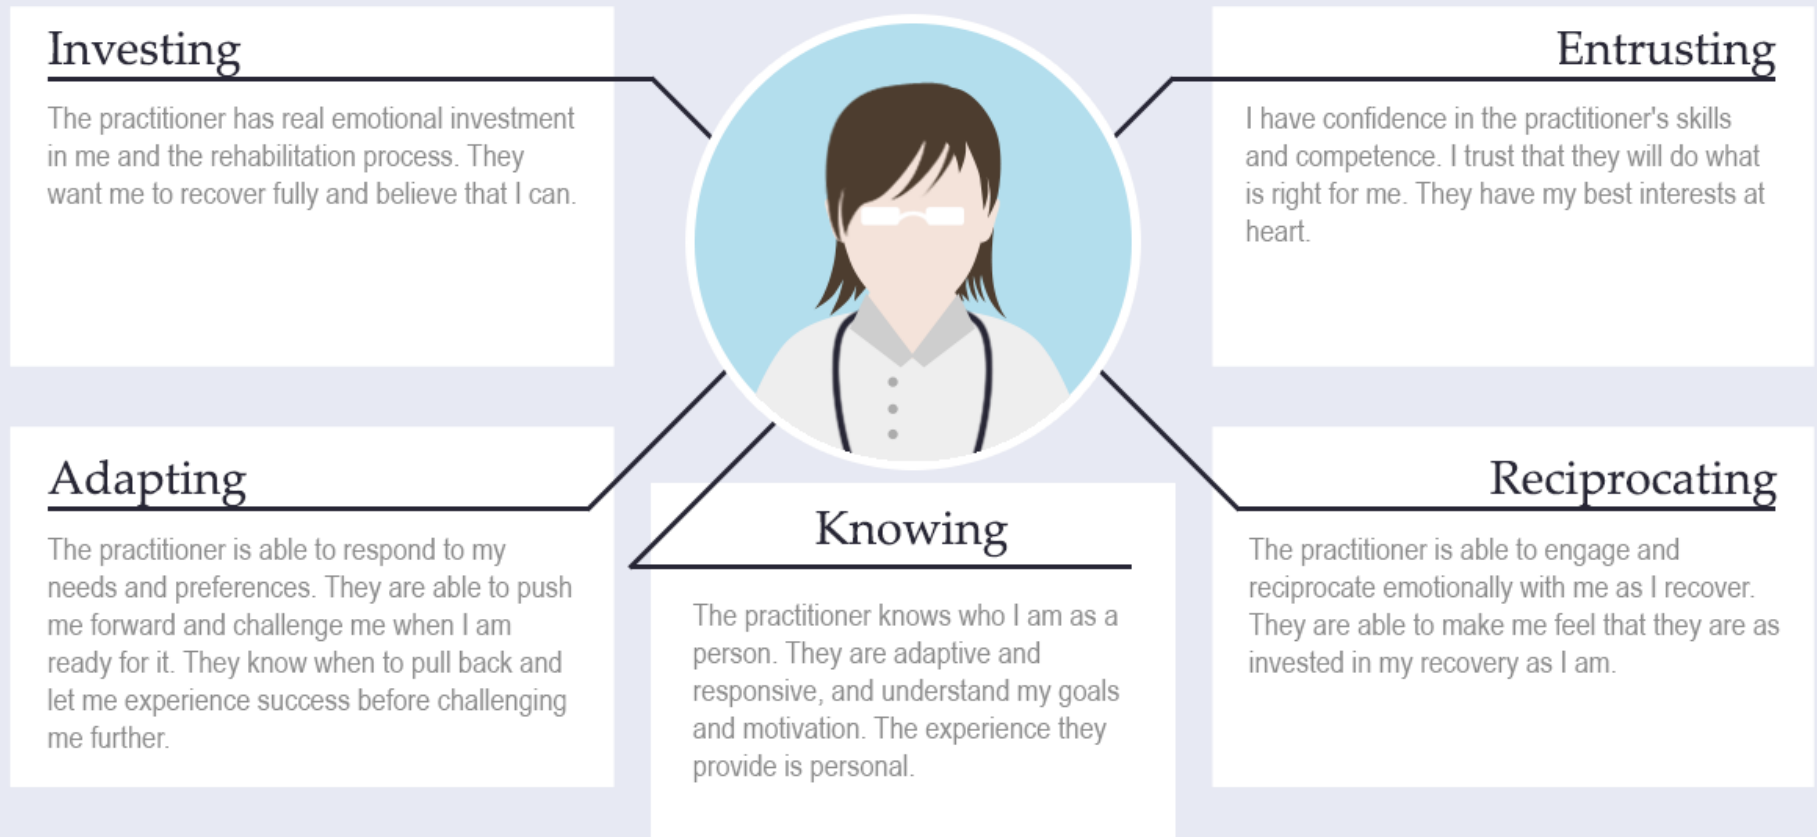 Investing
The practitioner has real emotional investment
in me and the rehabilitation process. They
want me to recover fully and believe that I can.
Entrusting
I have confidence in the practitioner's skills
and competence. I trust that they will do what
is right for me. They have my best interests at
heart.
Adapting
The practitioner is able to respond to my
needs and preferences. They are able to push
me forward and challenge me when I am
ready for it. They know when to pull back and
let me experience success before challenging
me further.
Knowing
The practitioner knows who I am as a
person. They are adaptive and
responsive, and understand my goals
and motivation. The experience they
provide is personal.
Reciprocating
The practitioner is able to engage and
reciprocate emotionally with me as I recover.
They are able to make me feel that they are as
invested in my recovery as I am.